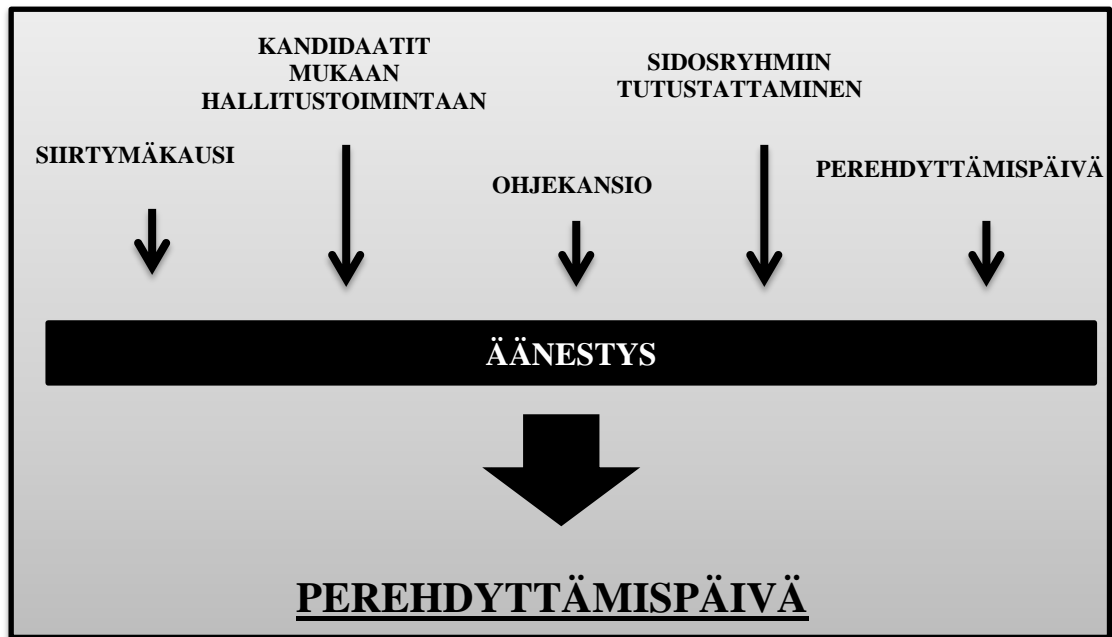 SIIRTYMÄKAUSI
KANDIDAATIT
MUKAAN
HALLITUSTOIMINTAAN
OHJEKANSIO
SIDOSRYHMIIN
TUTUSTATTAMINEN
PEREHDYTTÄMISPÄIVÄ
ÄÄNESTYS
PEREHDYTTÄMISPÄIVÄ